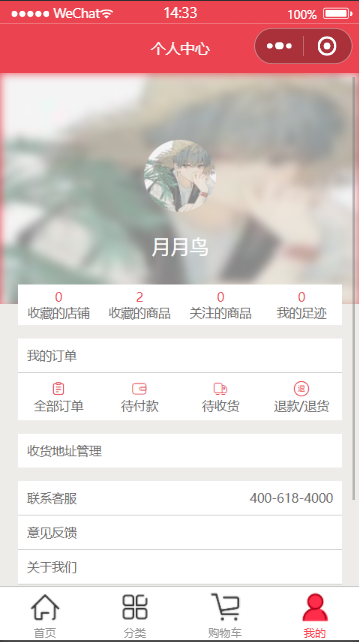 WeChat 14:33 100%
个人中心
月月鸟
0 2 0 0
收藏的店铺 收藏的商品 关注的商品 我的足迹
我的订单
全部订单 待付款 待收货 退款/退货
收货地址管理
联系客服 400-618-4000
意见反馈
关于我们
首页 分类 购物车 我的